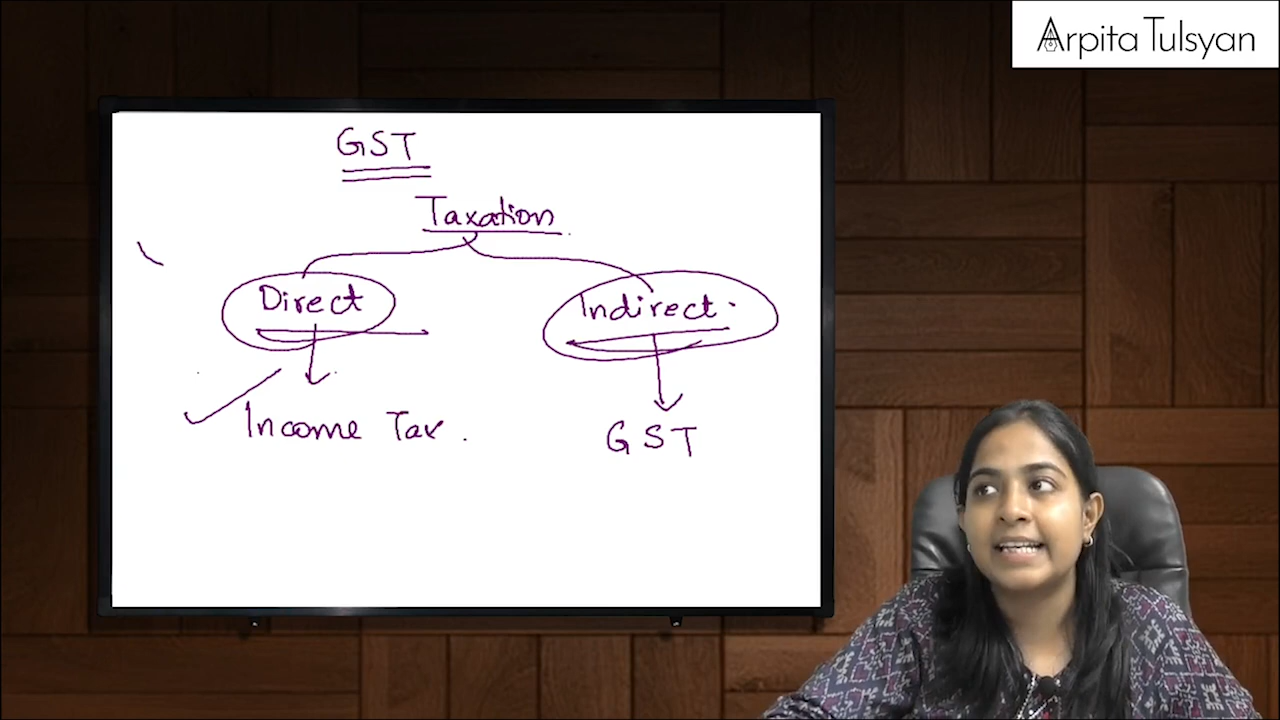 Arpita Tulsyan
GST
Taxation
Direct
Indirect.
Income Tax.
GST